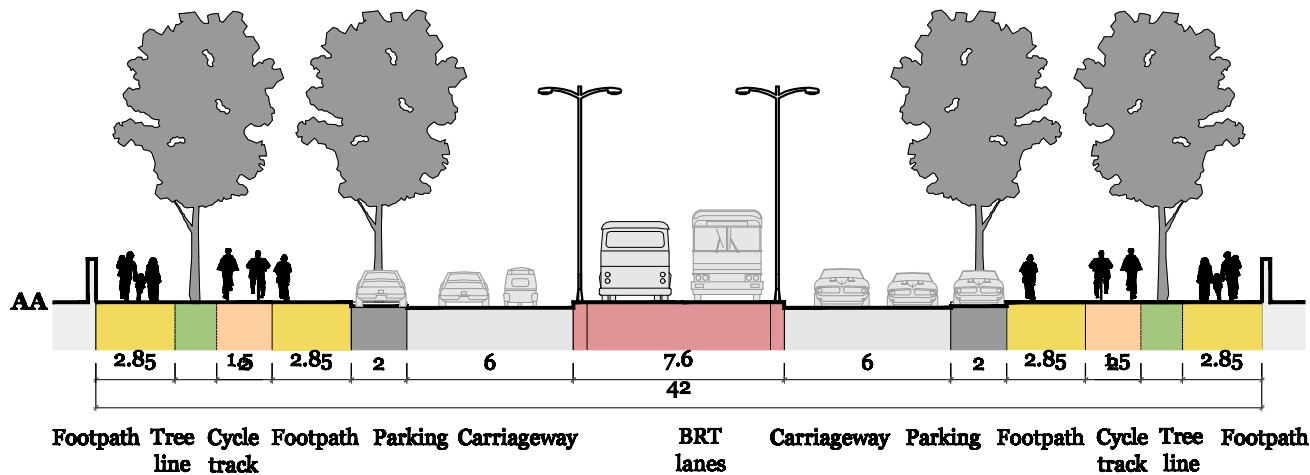 AA
2.85 1.5 2 2.85 2 6 7.6 6 2 2.85 2 1.5 2.85
42
Footpath Tree Cycle Footpath Parking Carriageway BRT Carriageway Parking Footpath Cycle Tree Footpath
line track lanes track line